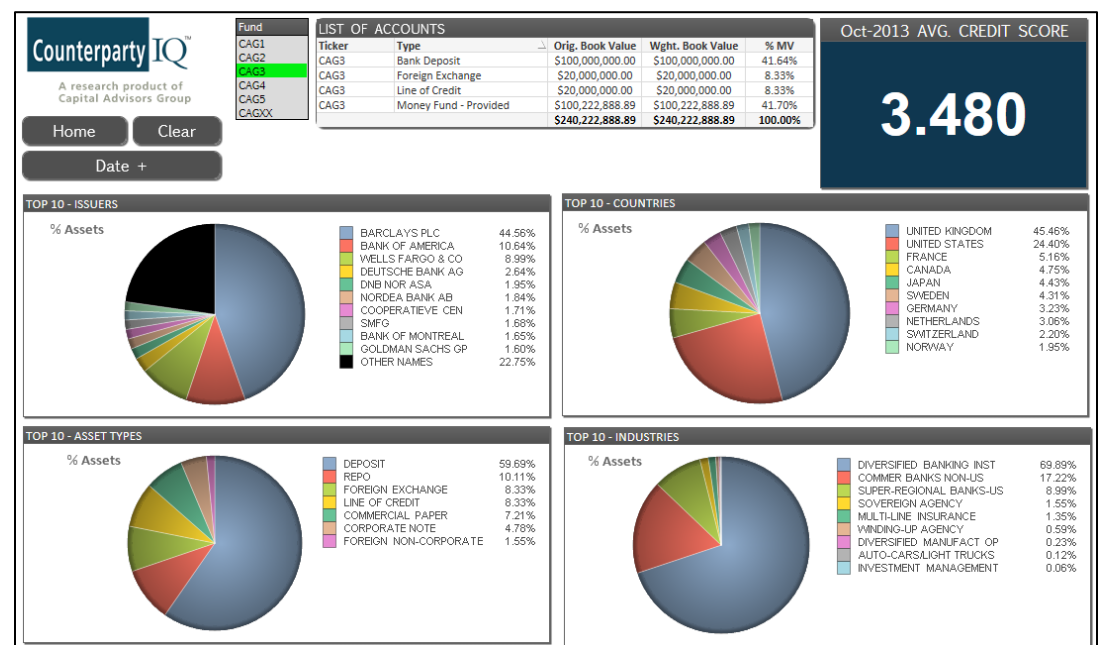 Counterparty IQ™
A research product of
Capital Advisors Group
Home Clear
Date +
Fund
CAG1
CAG2
CAG3
CAG4
CAG5
CAGXX
LIST OF ACCOUNTS
Ticker Type Orig. Book Value Wght. Book Value % MV
CAG3 Bank Deposit $100,000,000.00 $100,000,000.00 41.64%
CAG3 Foreign Exchange $20,000,000.00 $20,000,000.00 8.33%
CAG3 Line of Credit $20,000,000.00 $20,000,000.00 8.33%
CAG3 Money Fund - Provided $100,222,888.89 $100,222,888.89 41.70%
$240,222,888.89 $240,222,888.89 100.00%
Oct-2013 AVG. CREDIT SCORE
3.480
TOP 10 - ISSUERS
% Assets
BARCLAYS PLC 44.56%
BANK OF AMERICA 10.64%
WELLS FARGO & CO 8.99%
DEUTSCHE BANK AG 2.64%
DNB NOR ASA 1.95%
NORDEA BANK AB 1.84%
COOPERATIEVE CEN 1.71%
SMFG 1.68%
BANK OF MONTREAL 1.65%
GOLDMAN SACHS GP 1.60%
OTHER NAMES 22.75%
TOP 10 - COUNTRIES
% Assets
UNITED KINGDOM 45.46%
UNITED STATES 24.40%
FRANCE 5.16%
CANADA 4.75%
JAPAN 4.43%
SWEDEN 4.31%
GERMANY 3.23%
NETHERLANDS 3.06%
SWITZERLAND 2.20%
NORWAY 1.95%
TOP 10 - ASSET TYPES
% Assets
DEPOSIT 59.69%
REPO 10.11%
FOREIGN EXCHANGE 8.33%
LINE OF CREDIT 8.33%
COMMERCIAL PAPER 7.21%
CORPORATE NOTE 4.78%
FOREIGN NON-CORPORATE 1.55%
TOP 10 - INDUSTRIES
% Assets
DIVERSIFIED BANKING INST 69.89%
COMMER BANKS NON-US 17.22%
SUPER-REGIONAL BANKS-US 8.99%
SOVEREIGN AGENCY 1.55%
MULTI-LINE INSURANCE 1.35%
WINDING-UP AGENCY 0.59%
DIVERSIFIED MANUFACT OP 0.23%
AUTO-CARS/LIGHT TRUCKS 0.12%
INVESTMENT MANAGEMENT 0.06%